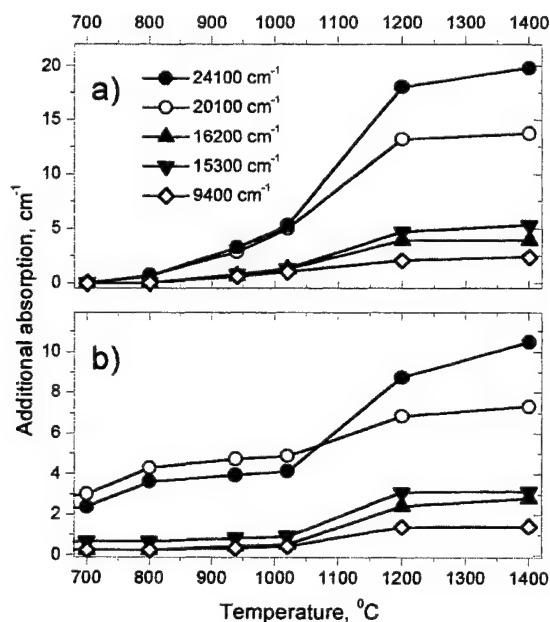 700 800 900 1000 1100 1200 1300 1400
20
15
10
5
0
a)
24100 cm⁻¹
20100 cm⁻¹
16200 cm⁻¹
15300 cm⁻¹
9400 cm⁻¹
Additional absorption, cm⁻¹
10
8
6
4
2
0
b)
700 800 900 1000 1100 1200 1300 1400
Temperature, ⁰C